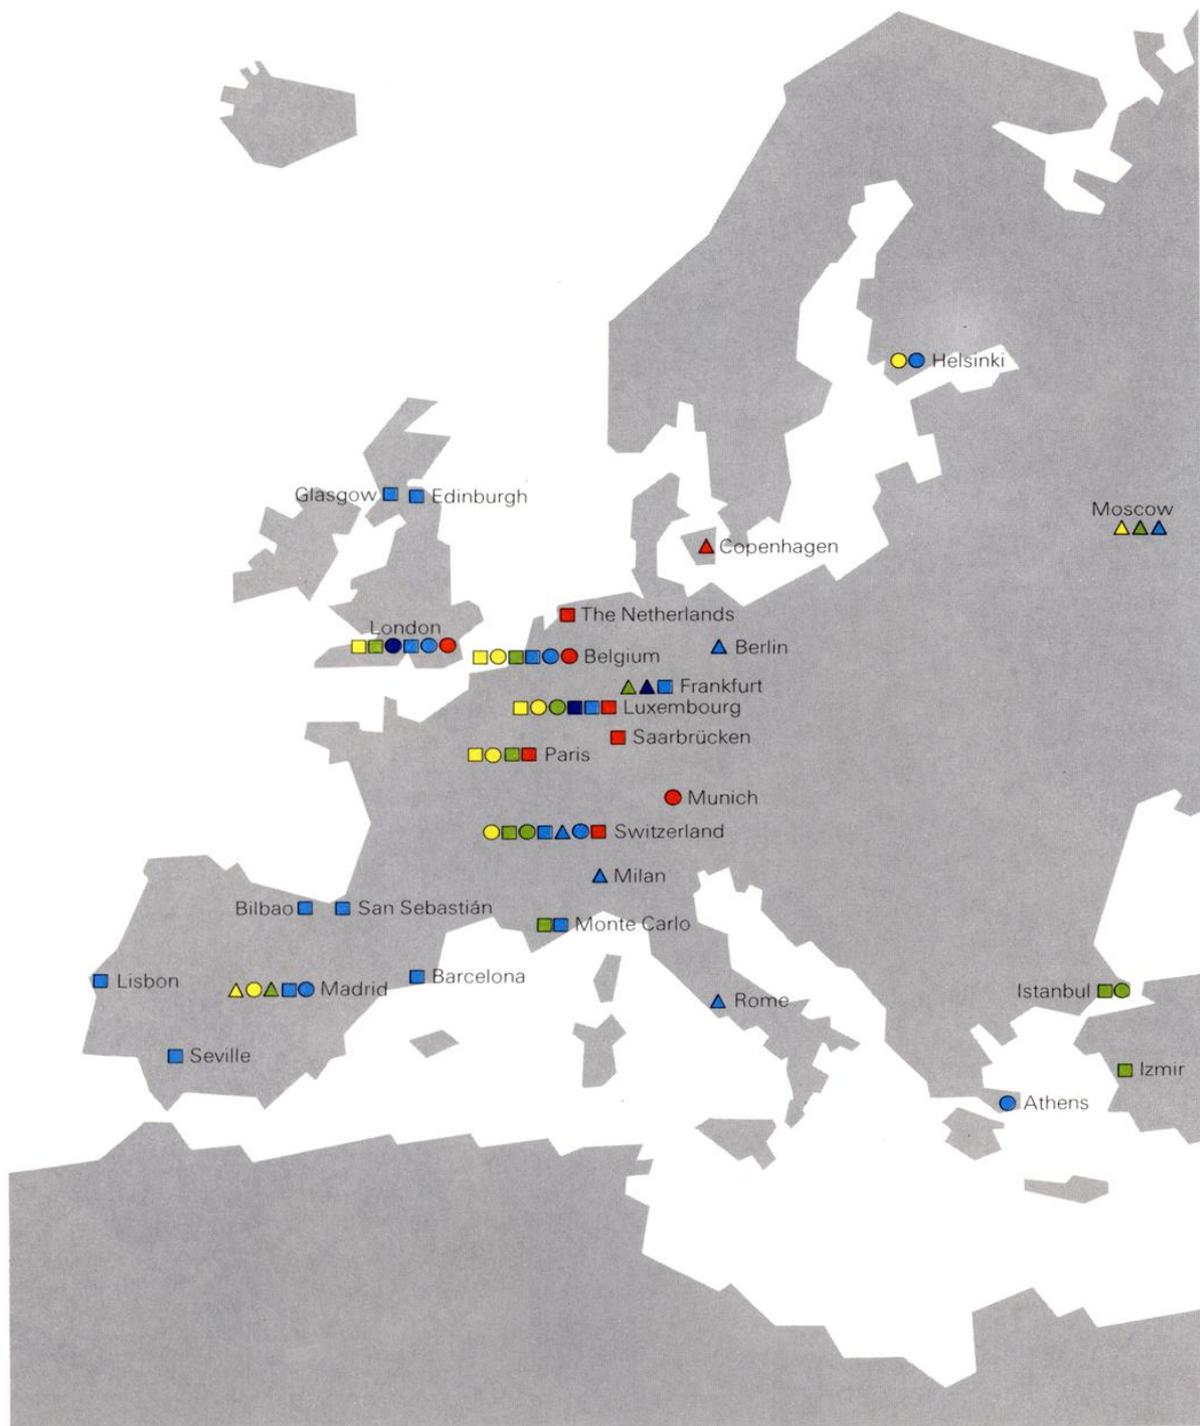 Helsinki
Glasgow
Edinburgh
Moscow
Copenhagen
The Netherlands
London
Berlin
Belgium
Frankfurt
Luxembourg
Saarbrücken
Paris
Munich
Switzerland
Milan
Bilbao
San Sebastián
Monte Carlo
Barcelona
Lisbon
Madrid
Istanbul
Rome
Seville
Izmir
Athens